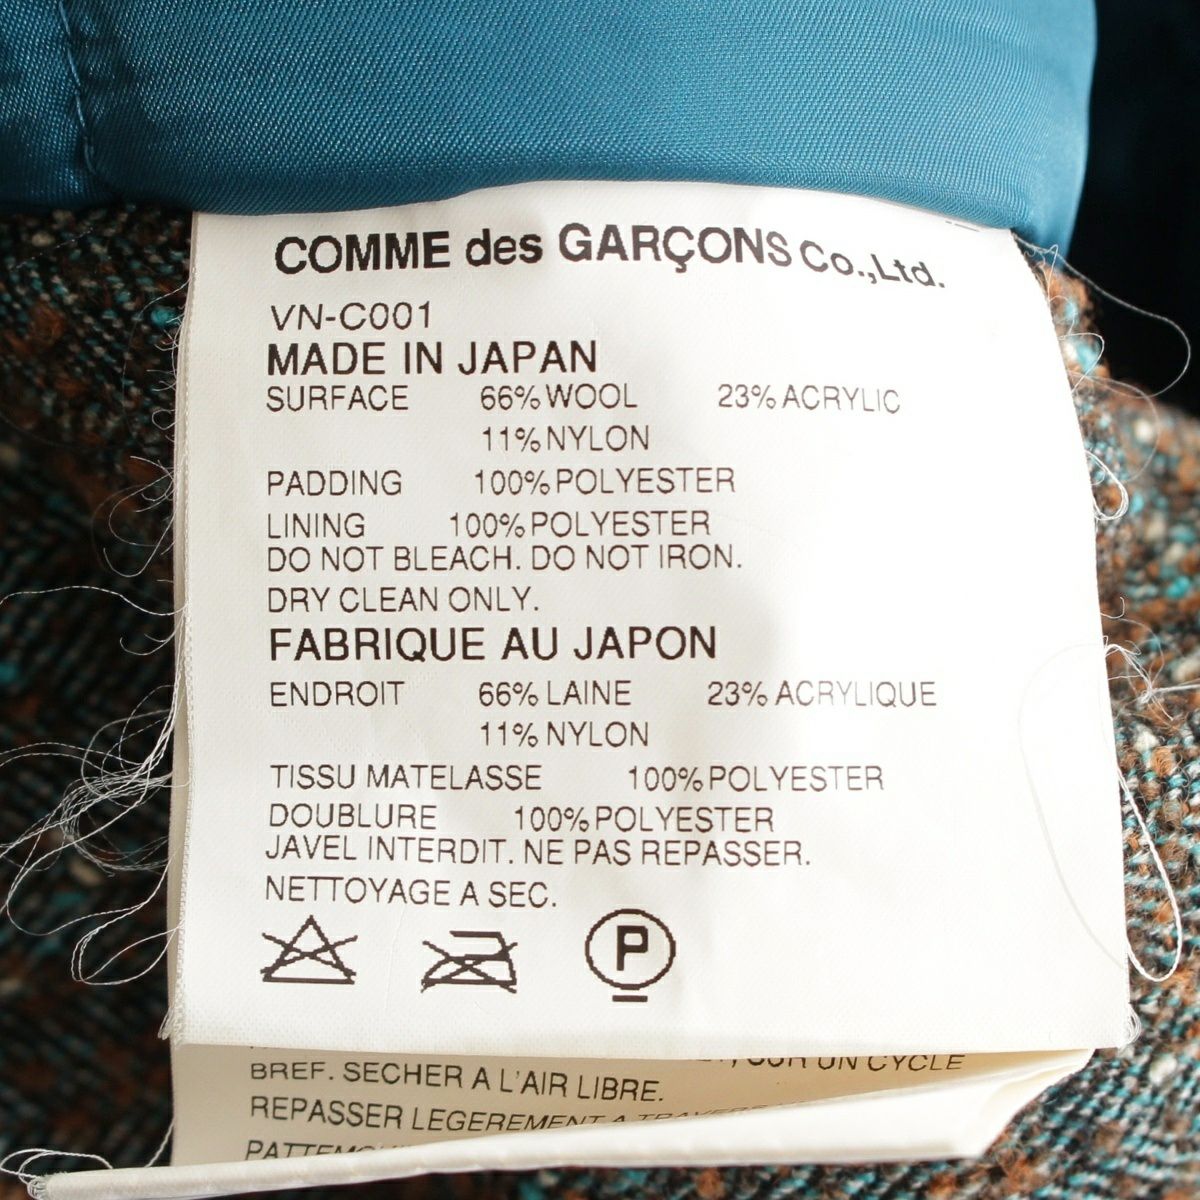 COMME des GARÇONS Co.,Ltd.
VN-C001
MADE IN JAPAN
SURFACE 66% WOOL 23% ACRYLIC
11% NYLON
PADDING 100% POLYESTER
LINING 100% POLYESTER
DO NOT BLEACH. DO NOT IRON.
DRY CLEAN ONLY.
FABRIQUE AU JAPON
ENDROIT 66% LAINE 23% ACRYLIQUE
11% NYLON
TISSU MATELASSE 100% POLYESTER
DOUBLURE 100% POLYESTER
JAVEL INTERDIT. NE PAS REPASSER.
NETTOYAGE A SEC.
P
SUR UN CYCLE
BREF. SECHER A L'AIR LIBRE.
REPASSER LEGEREMENT A